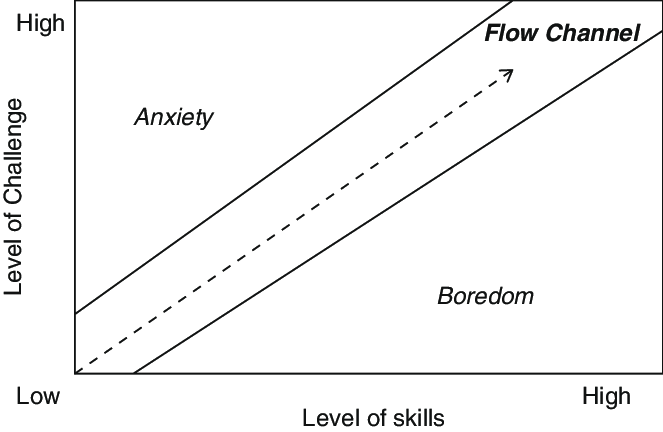 High
Flow Channel
Anxiety
Level of Challenge
Boredom
Low
High
Level of skills